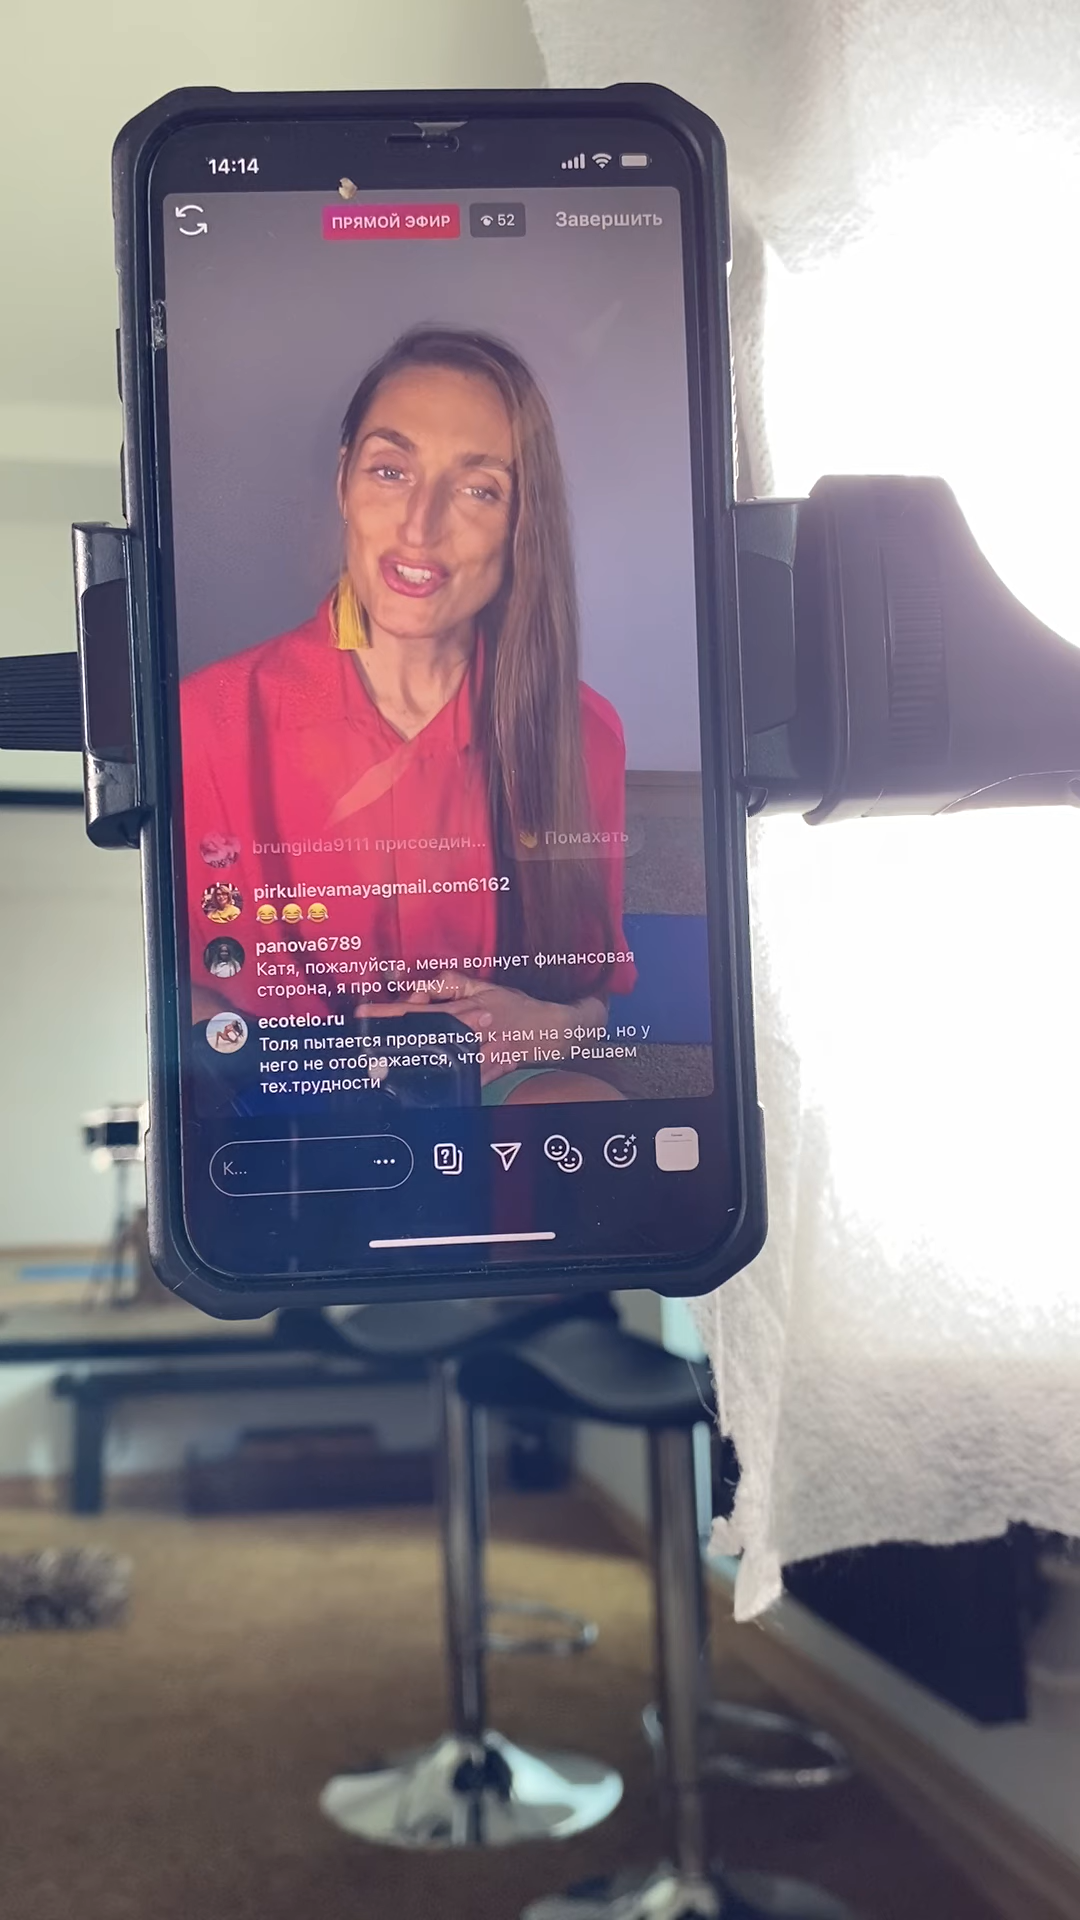 14:14
ПРЯМОЙ ЭФИР
52
Завершить
brungilda9111 присоедин...
Помахать
pirkulievamayagmail.com6162
😂😂😂
panova6789
Катя, пожалуйста, меня волнует финансовая
сторона, я про скидку...
ecotelo.ru
Толя пытается прорваться к нам на эфир, но у
него не отображается, что идет live. Решаем
тех.трудности
К...